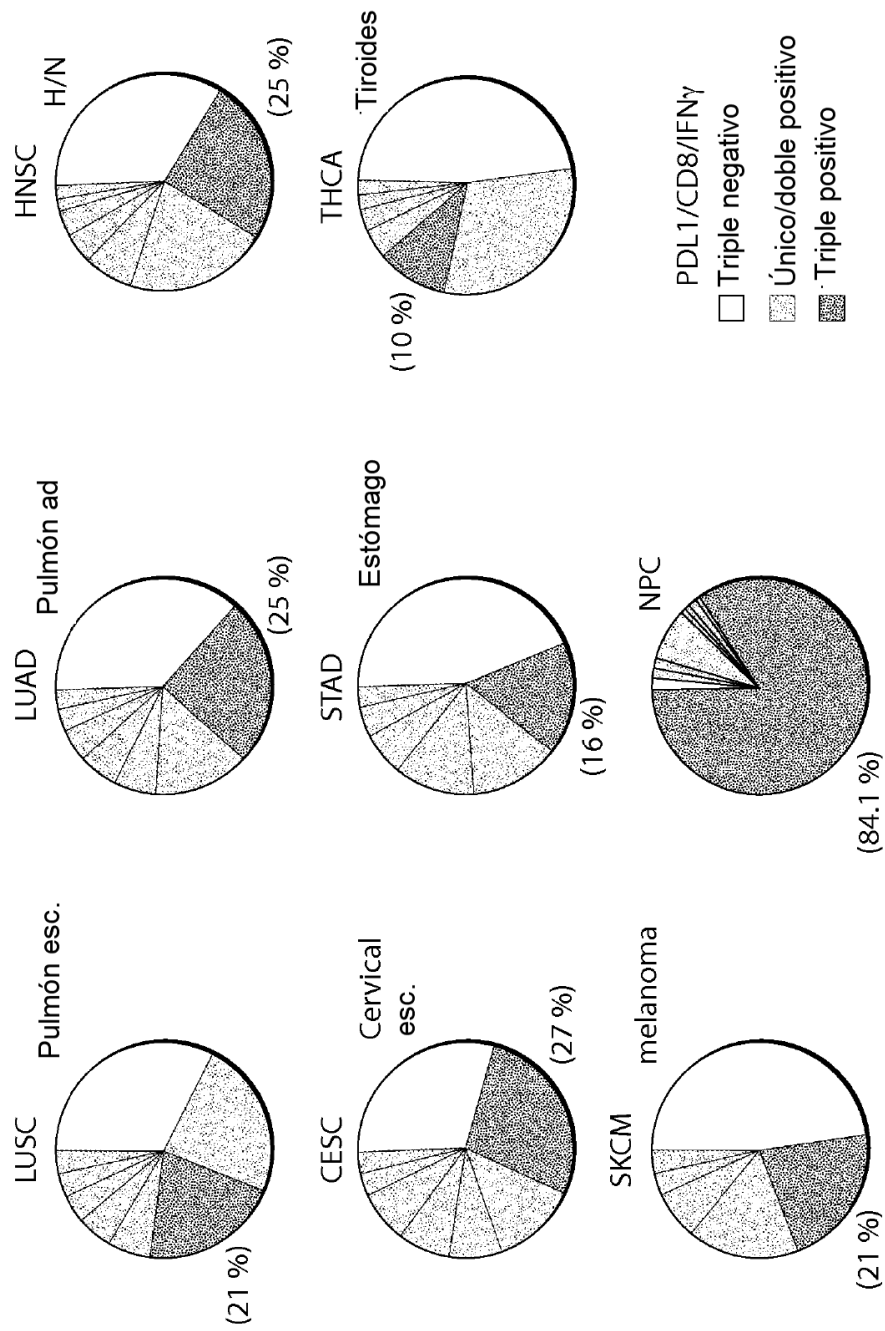 LUSC
Pulmón esc.
(21 %)
LUAD
Pulmón ad
(25 %)
HNSC
H/N
(25 %)
CESC
Cervical
esc.
(27 %)
STAD
Estómago
(16 %)
THCA
Tiroides
(10 %)
SKCM
melanoma
(21 %)
NPC
(84.1 %)
PDL1/CD8/IFNγ
Triple negativo
Único/doble positivo
Triple positivo